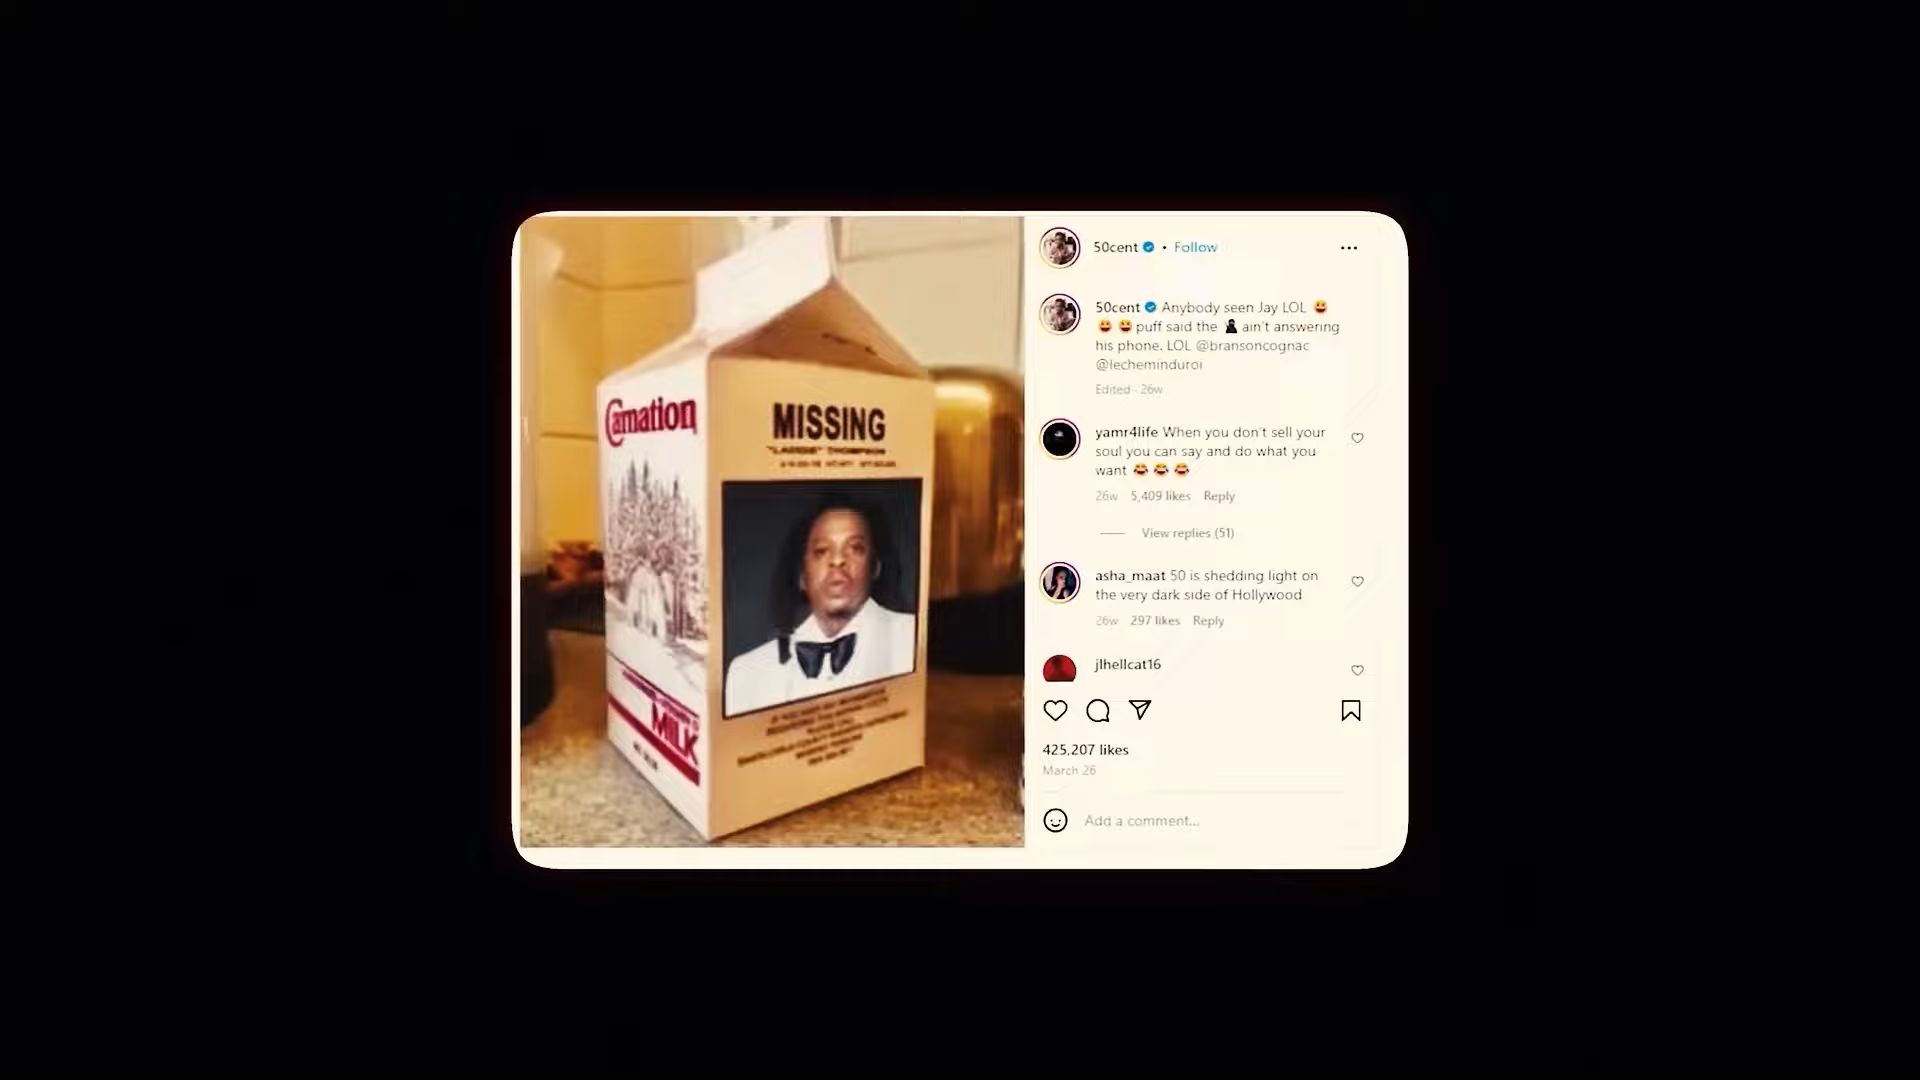 Carnation
MISSING
THOMPSON
MILK
50cent • Follow
50cent Anybody seen Jay LOL 😆
😆 😆 puff said the 🥷🏿 ain't answering
his phone. LOL @bransoncognac
@lecheminduroi
Edited · 26w
yamr4life When you don't sell your
soul you can say and do what you
want 😂 😂 😂
26w 5,409 likes Reply
View replies (51)
asha_maat 50 is shedding light on
the very dark side of Hollywood
26w 297 likes Reply
jlhellcat16
425,207 likes
March 26
Add a comment...